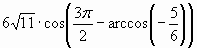 6√11·cos(3π/2 − arccos(−5/6))